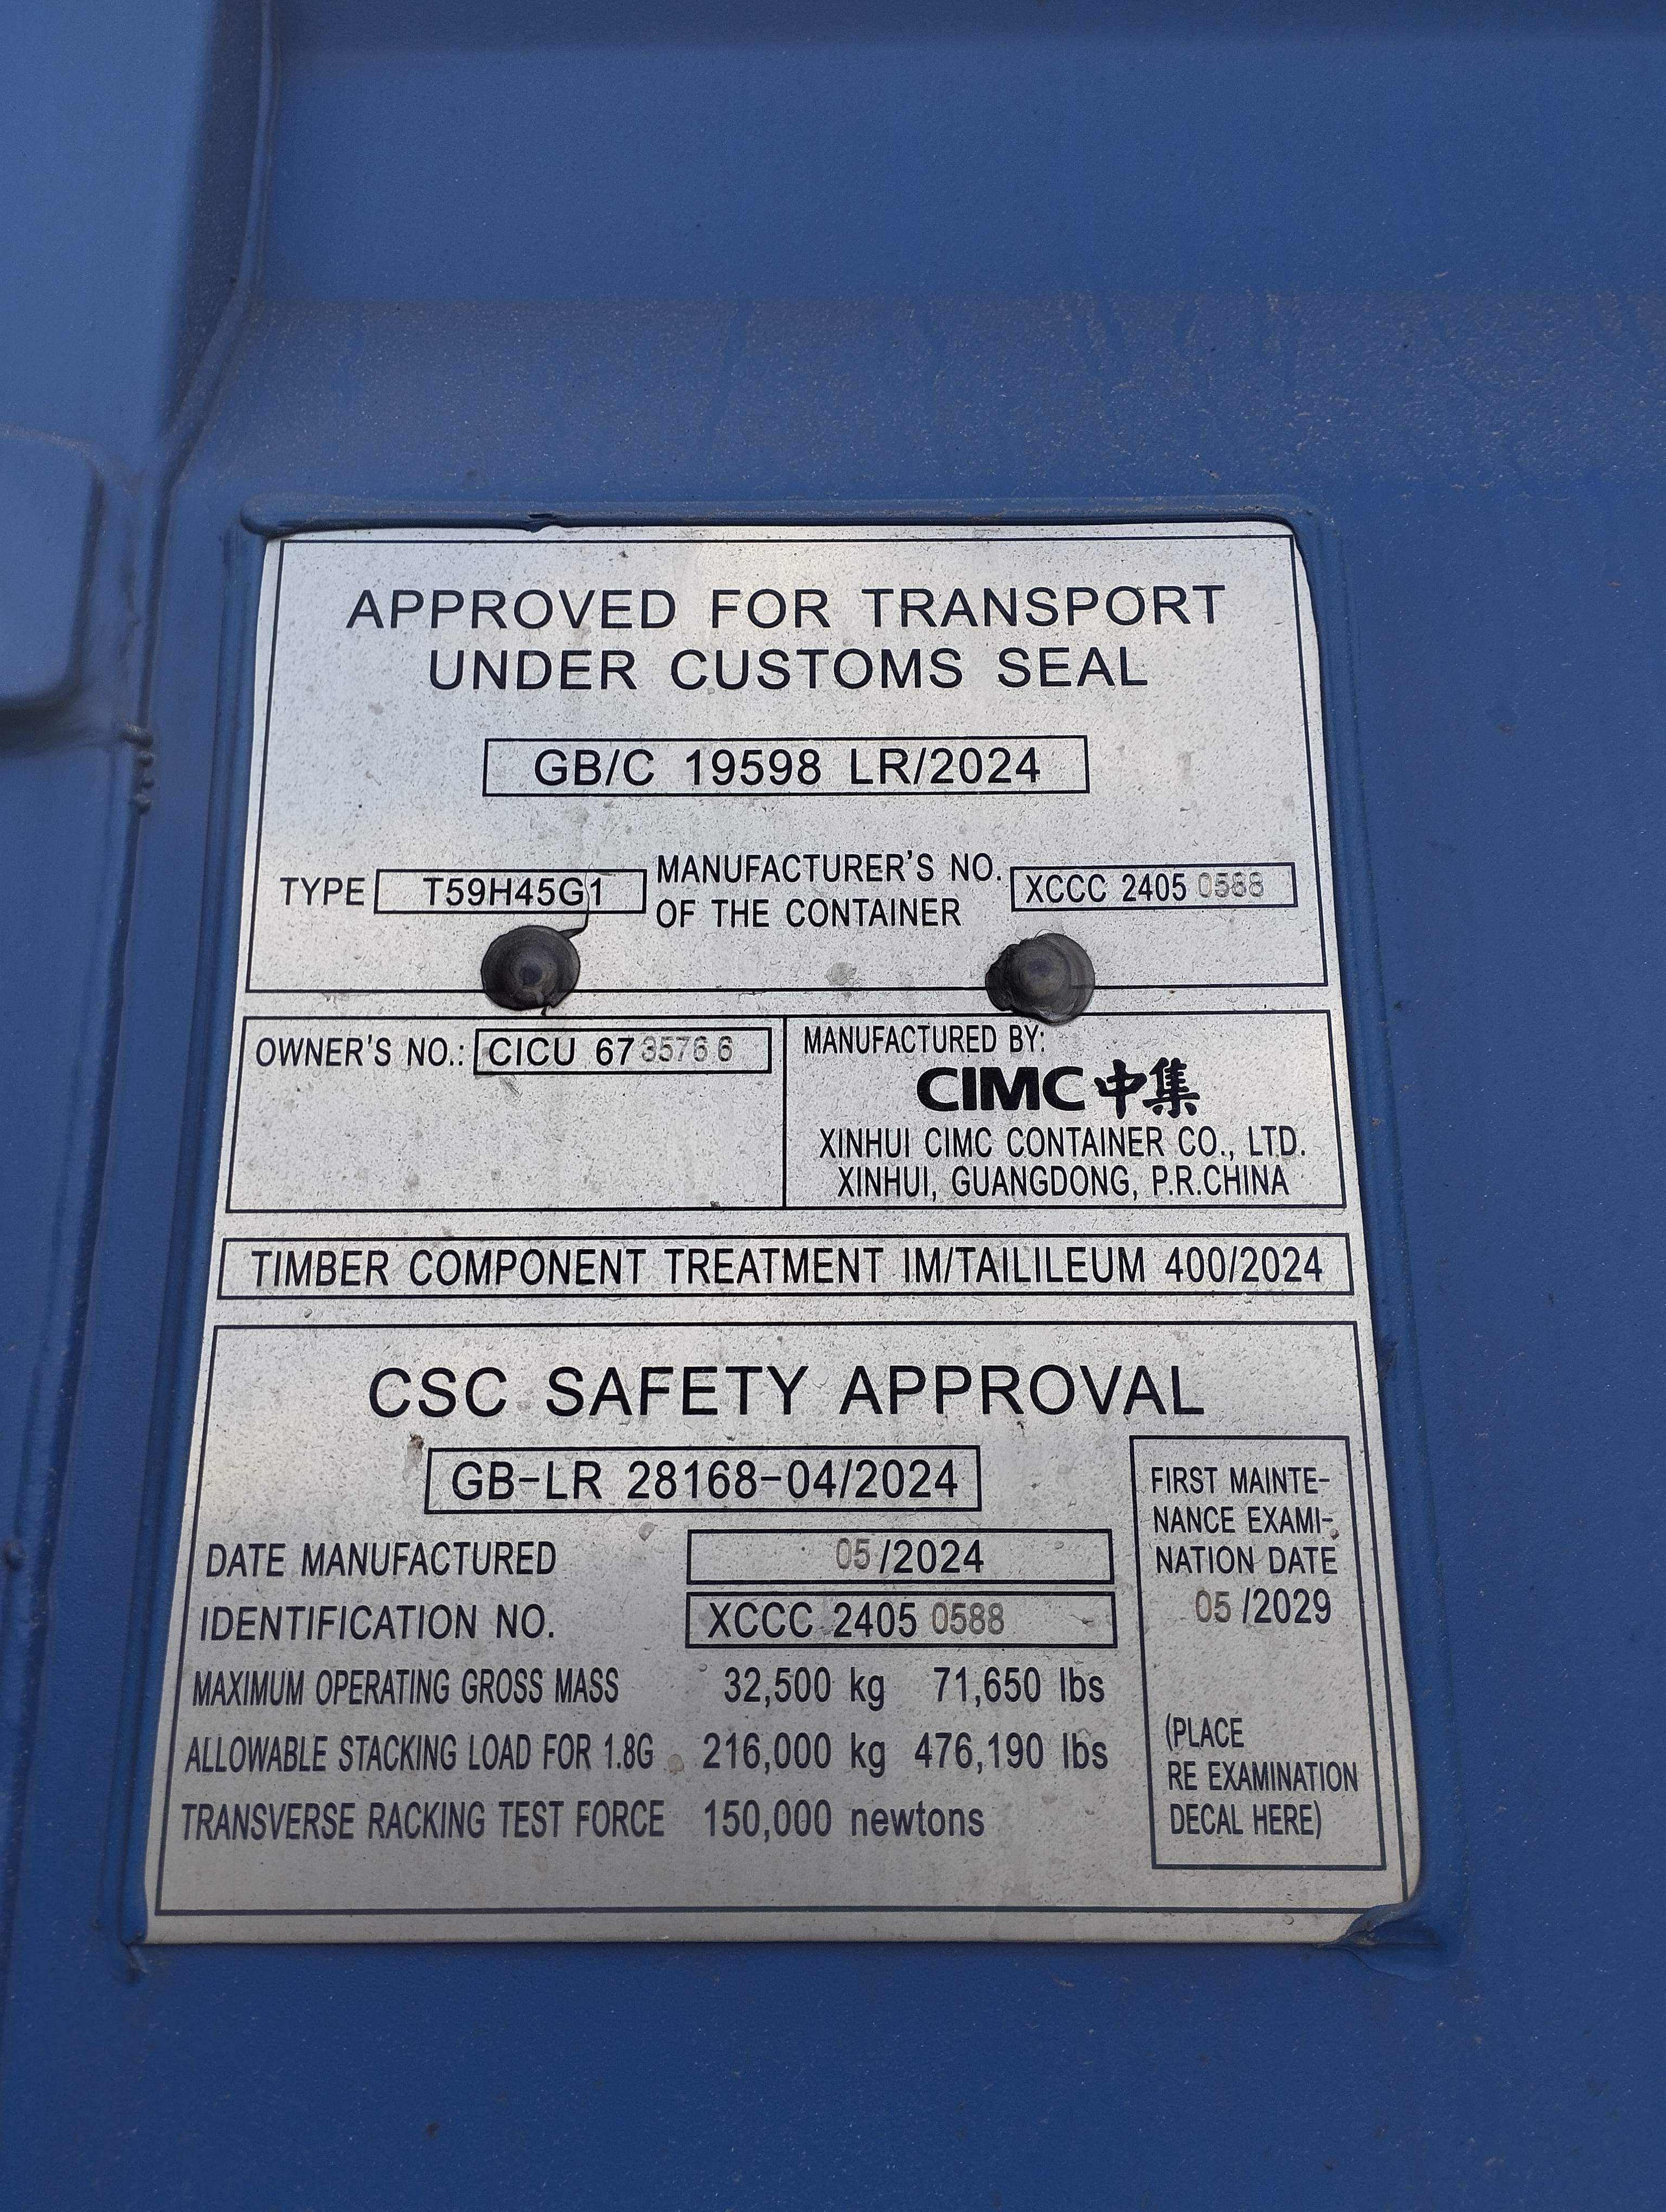 APPROVED FOR TRANSPORT
UNDER CUSTOMS SEAL
GB/C 19598 LR/2024
TYPE T59H45G1 MANUFACTURER'S NO. OF THE CONTAINER XCCC 2405 0588
OWNER'S NO.: CICU 67 3576 6
MANUFACTURED BY:
CIMC 中集
XINHUI CIMC CONTAINER CO., LTD.
XINHUI, GUANGDONG, P.R.CHINA
TIMBER COMPONENT TREATMENT IM/TAILILEUM 400/2024
CSC SAFETY APPROVAL
GB-LR 28168-04/2024
DATE MANUFACTURED 05/2024
IDENTIFICATION NO. XCCC 2405 0588
MAXIMUM OPERATING GROSS MASS 32,500 kg 71,650 lbs
ALLOWABLE STACKING LOAD FOR 1.8G 216,000 kg 476,190 lbs
TRANSVERSE RACKING TEST FORCE 150,000 newtons
FIRST MAINTE-
NANCE EXAMI-
NATION DATE
05/2029
(PLACE
RE EXAMINATION
DECAL HERE)